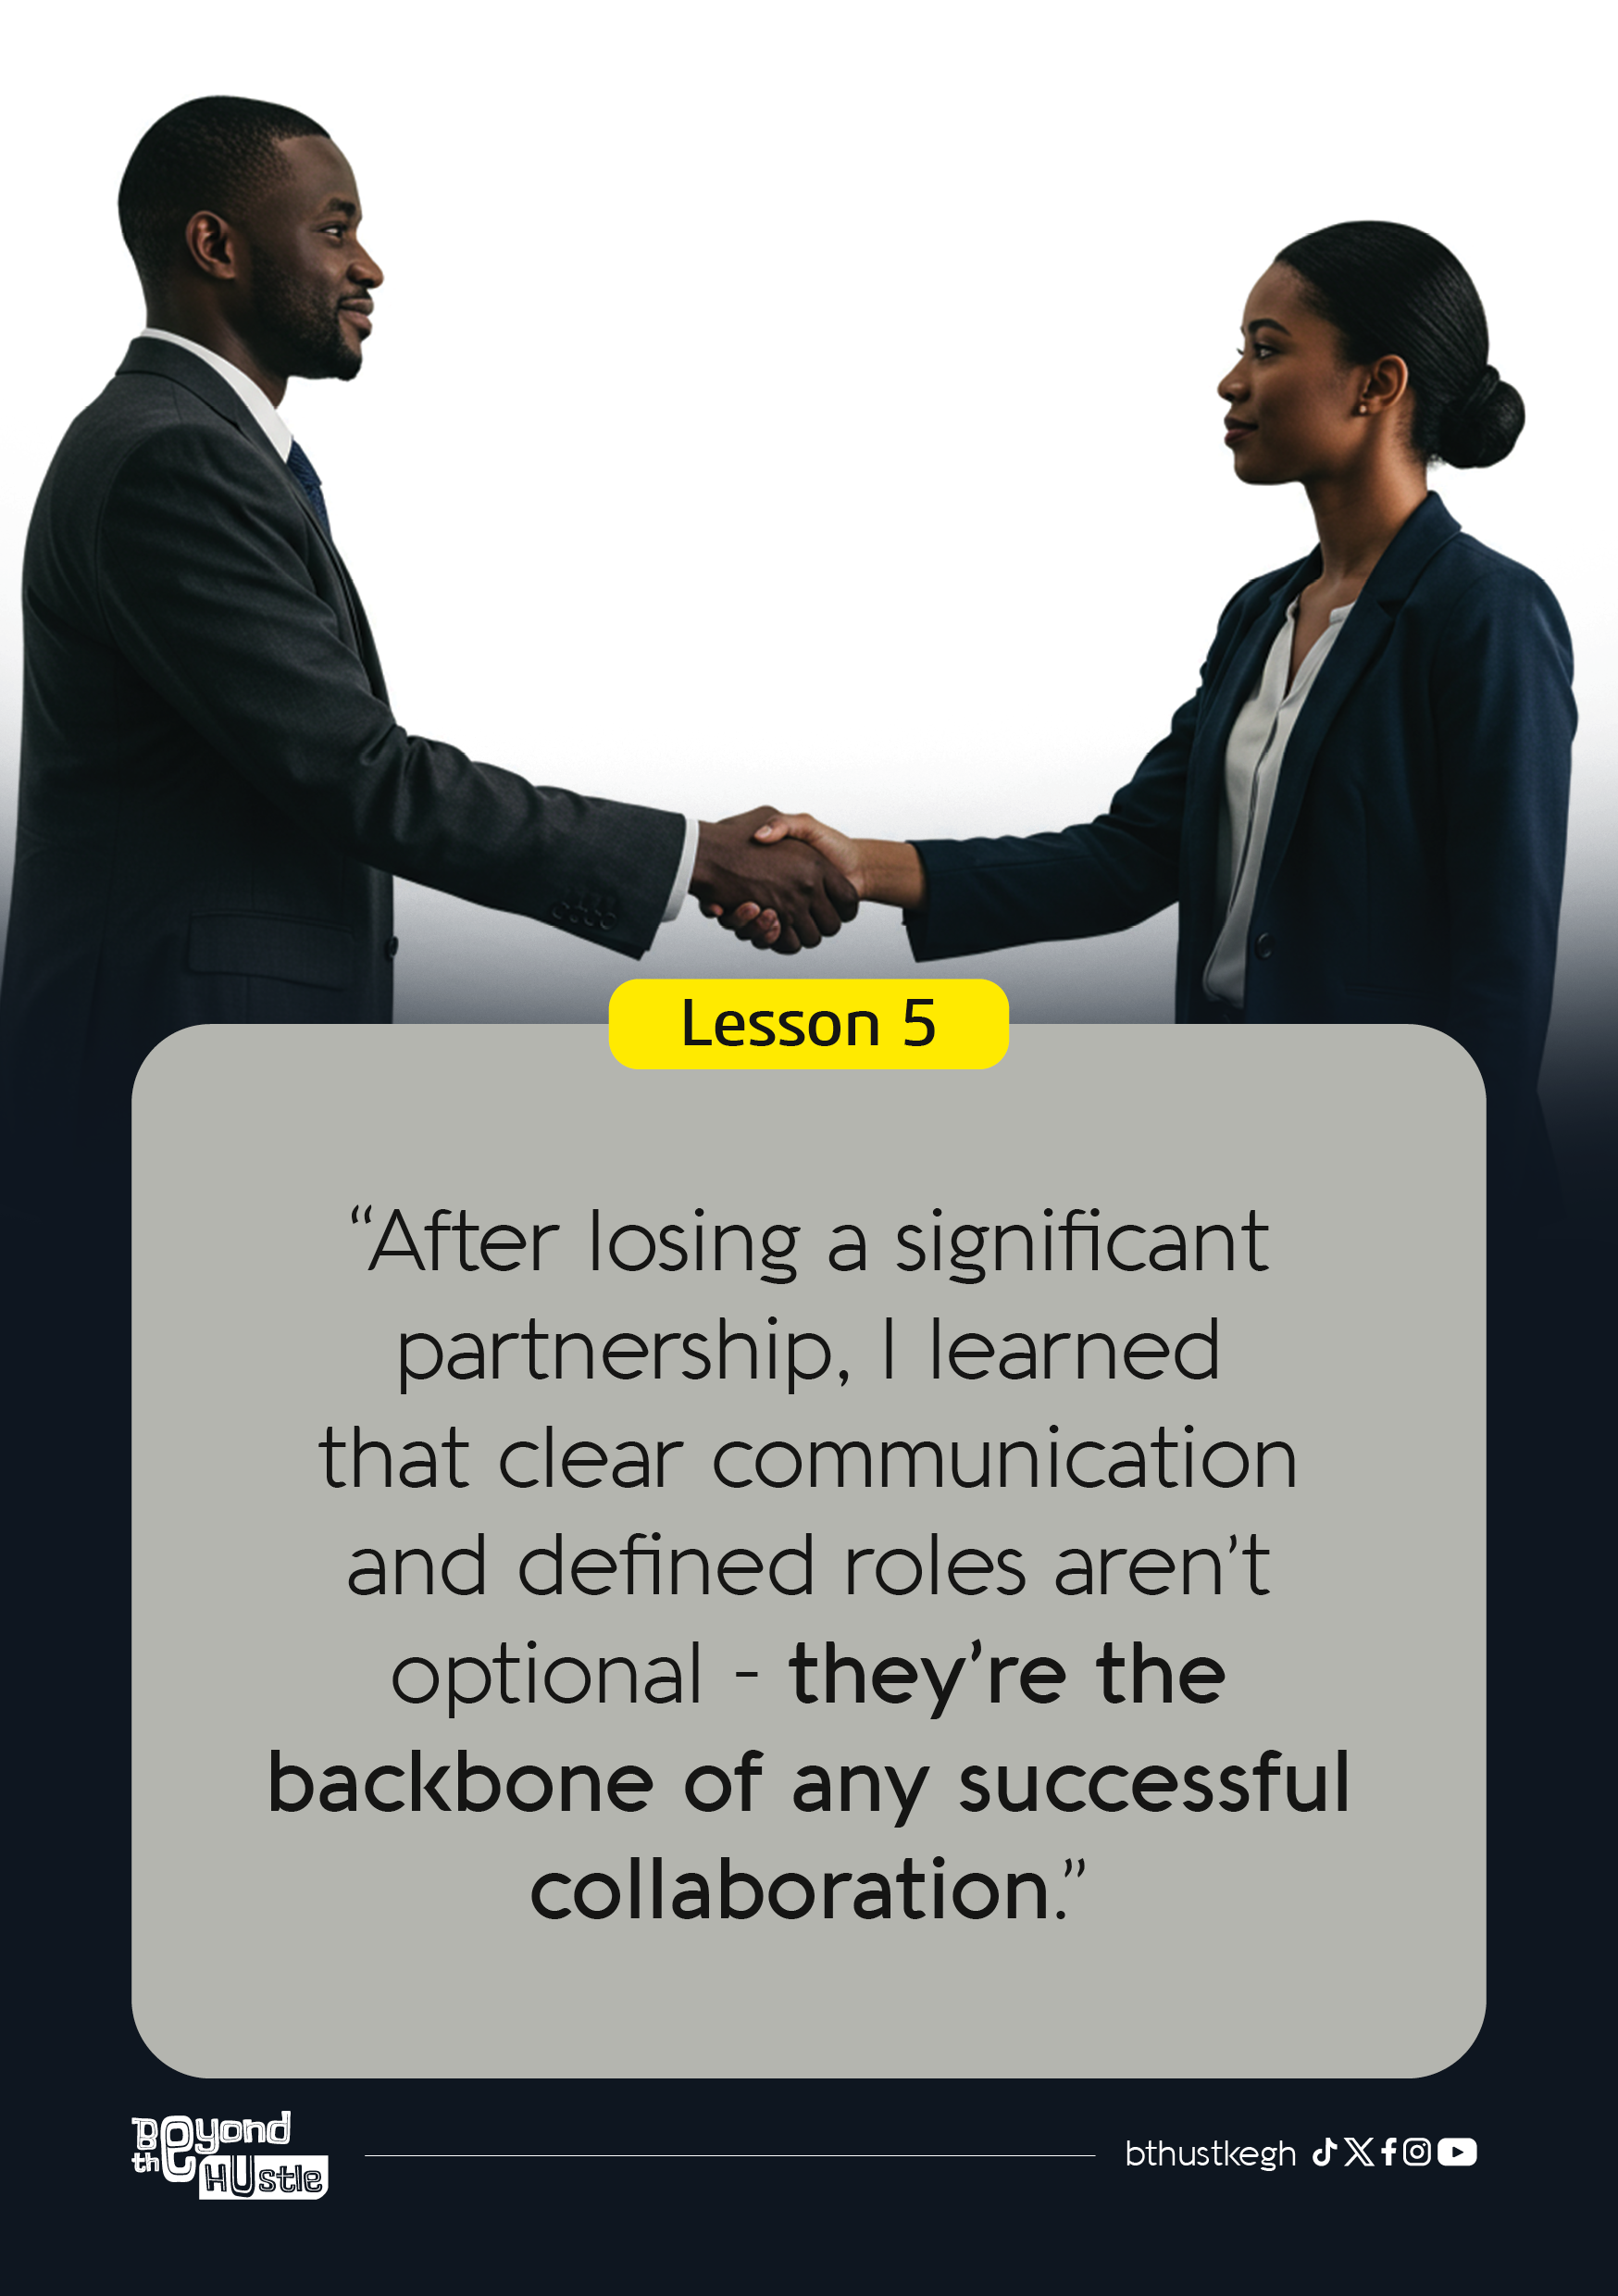 Lesson 5
“After losing a significant
partnership, I learned
that clear communication
and defined roles aren’t
optional - they’re the
backbone of any successful
collaboration.”
Beyond
the HUstle
bthustkegh